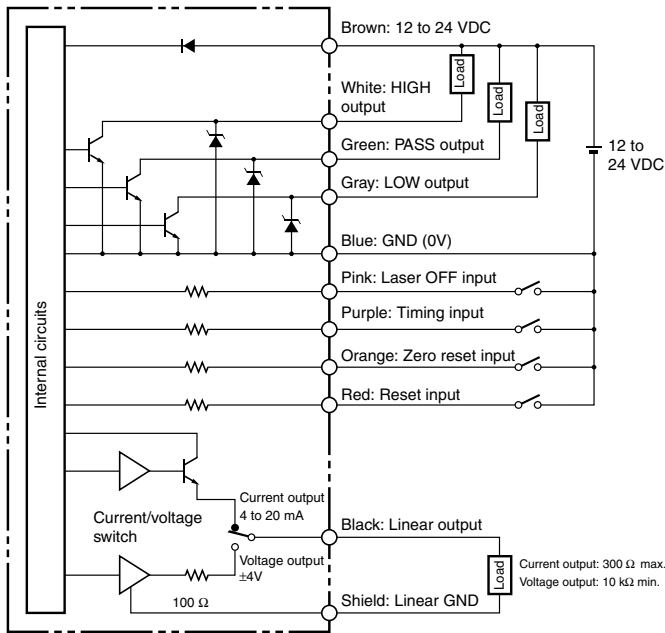 Brown: 12 to 24 VDC
White: HIGH
output
Load
Load
Load
Green: PASS output
12 to
24 VDC
Gray: LOW output
Blue: GND (0V)
Pink: Laser OFF input
Purple: Timing input
Internal circuits
Orange: Zero reset input
Red: Reset input
Current output
4 to 20 mA
Current/voltage
switch
Black: Linear output
Voltage output
±4V
Load
Current output: 300 Ω max.
Voltage output: 10 kΩ min.
100 Ω
Shield: Linear GND